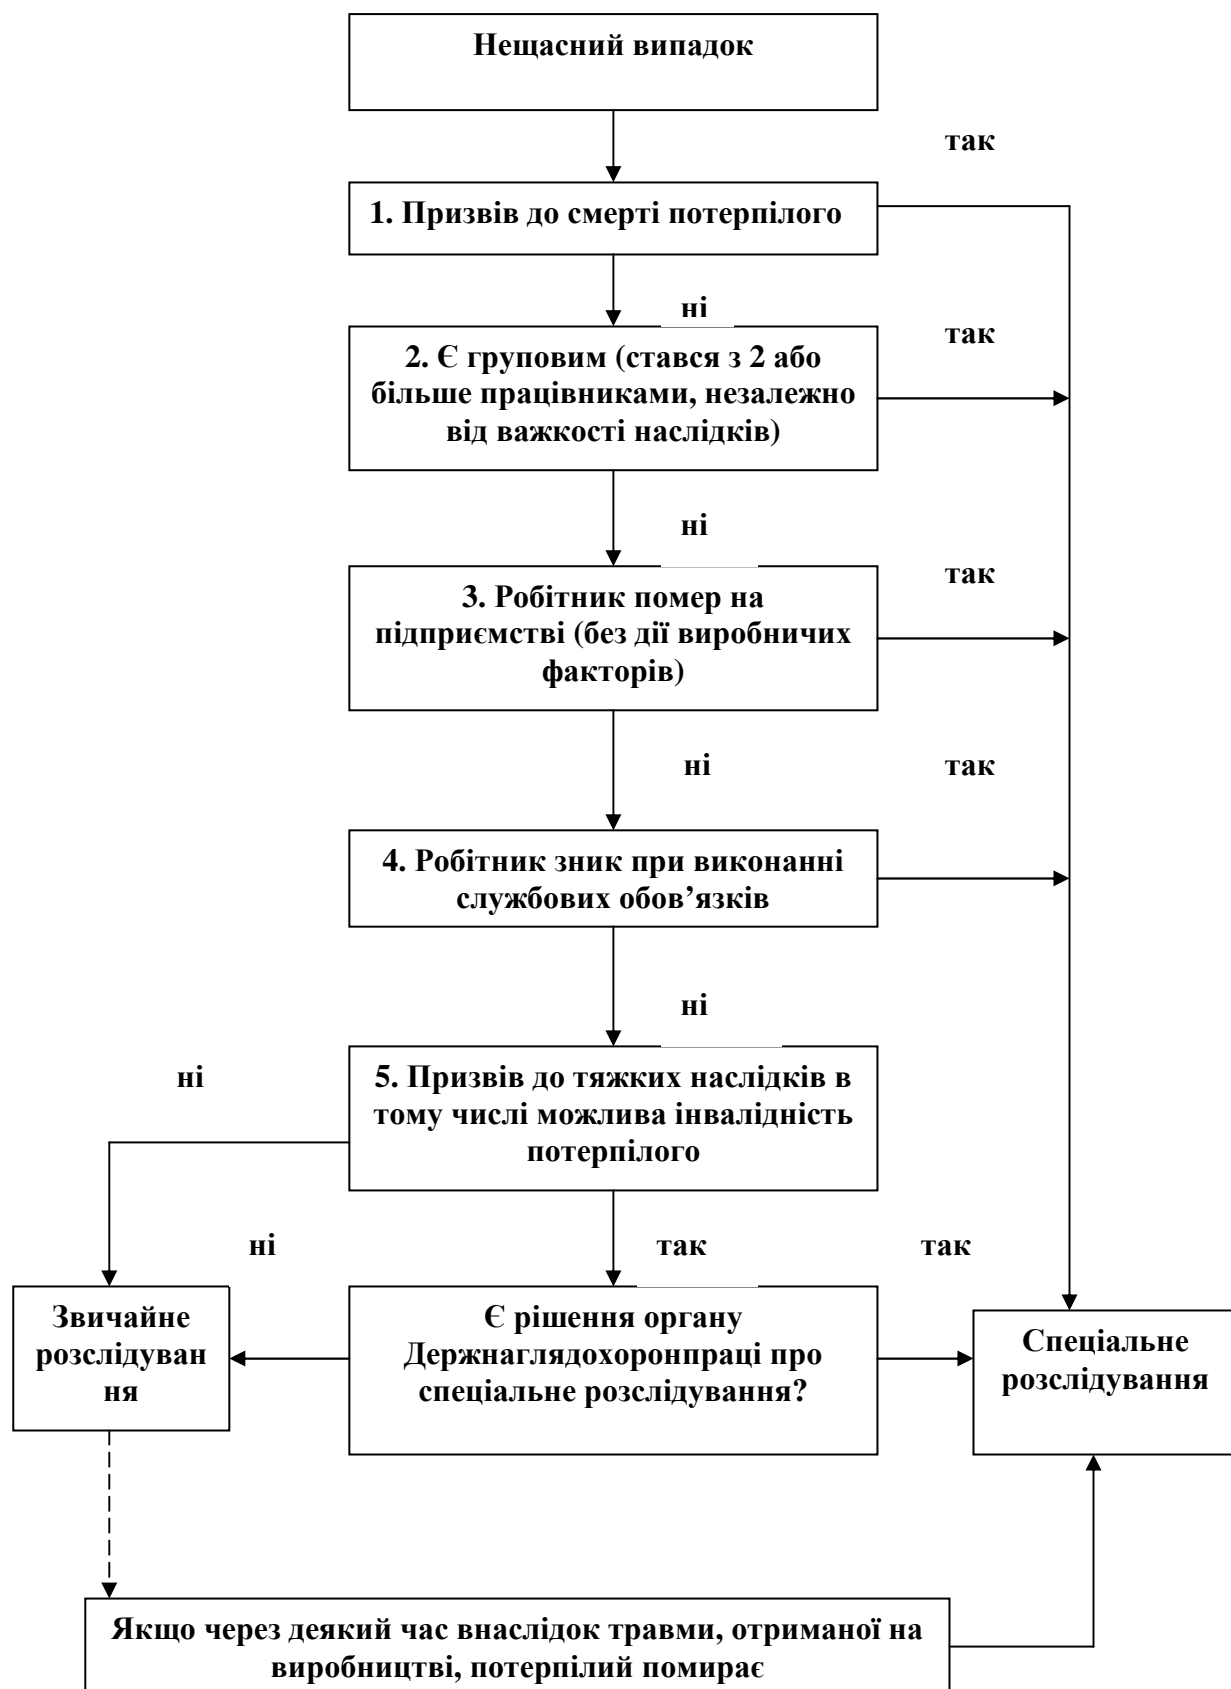 Нещасний випадок
так
1. Призвів до смерті потерпілого
ні
так
2. Є груповим (стався з 2 або
більше працівниками, незалежно
від важкості наслідків)
ні
так
3. Робітник помер на
підприємстві (без дії виробничих
факторів)
ні
так
4. Робітник зник при виконанні
службових обов’язків
ні
ні
5. Призвів до тяжких наслідків в
тому числі можлива інвалідність
потерпілого
ні
так
так
Звичайне
розслідуван
ня
Є рішення органу
Держнаглядохоронпраці про
спеціальне розслідування?
Спеціальне
розслідування
Якщо через деякий час внаслідок травми, отриманої на
виробництві, потерпілий помирає